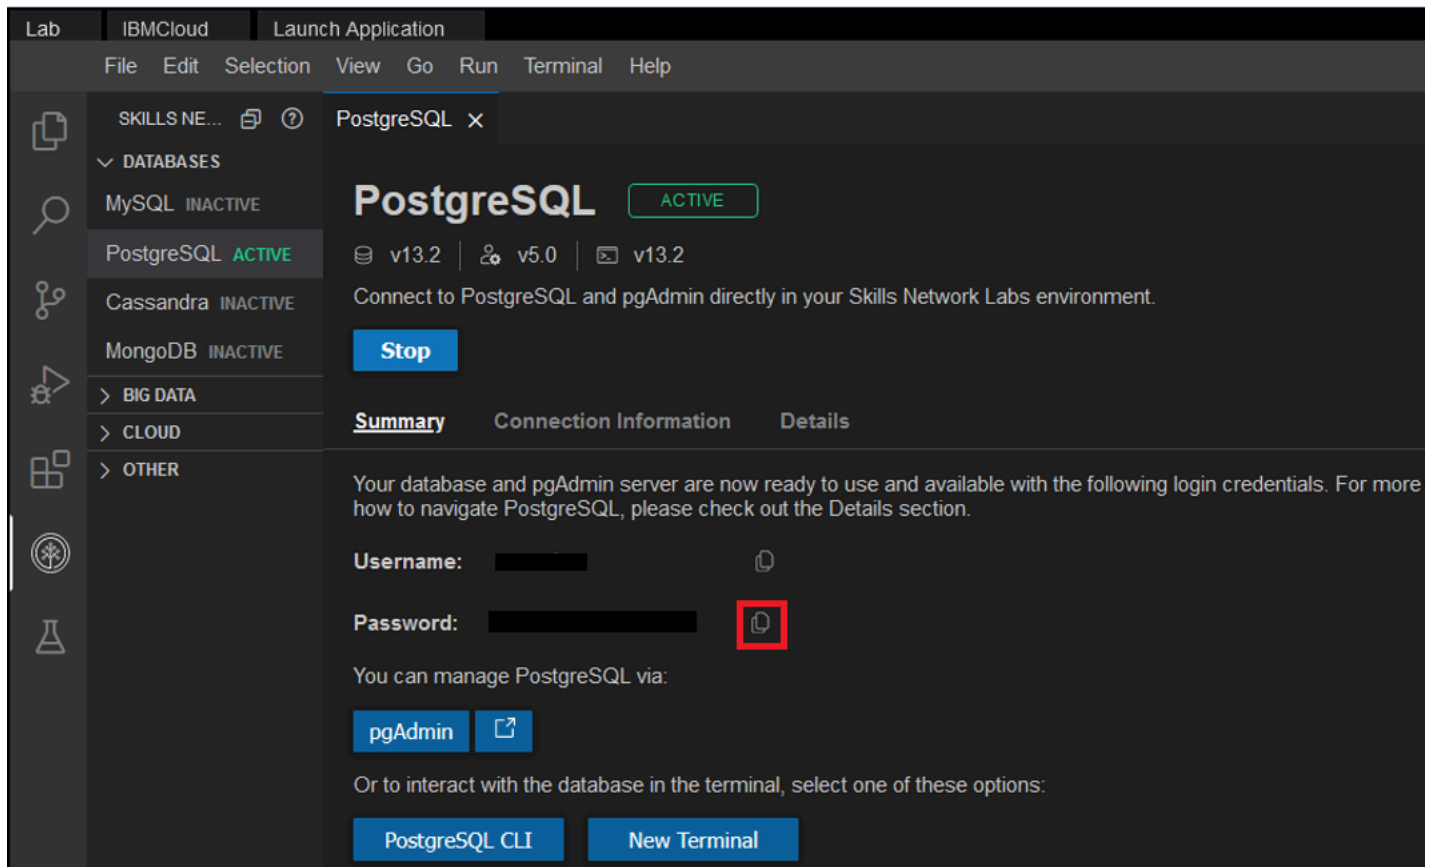 Lab IBMCloud Launch Application
File Edit Selection View Go Run Terminal Help
SKILLS NE... PostgreSQL
DATABASES
MySQL INACTIVE
PostgreSQL ACTIVE
PostgreSQL ACTIVE
v13.2 v5.0 v13.2
Cassandra INACTIVE
Connect to PostgreSQL and pgAdmin directly in your Skills Network Labs environment.
MongoDB INACTIVE
Stop
BIG DATA
CLOUD
OTHER
Summary Connection Information Details
Your database and pgAdmin server are now ready to use and available with the following login credentials. For more
how to navigate PostgreSQL, please check out the Details section.
Username:
Password:
You can manage PostgreSQL via:
pgAdmin
Or to interact with the database in the terminal, select one of these options:
PostgreSQL CLI New Terminal